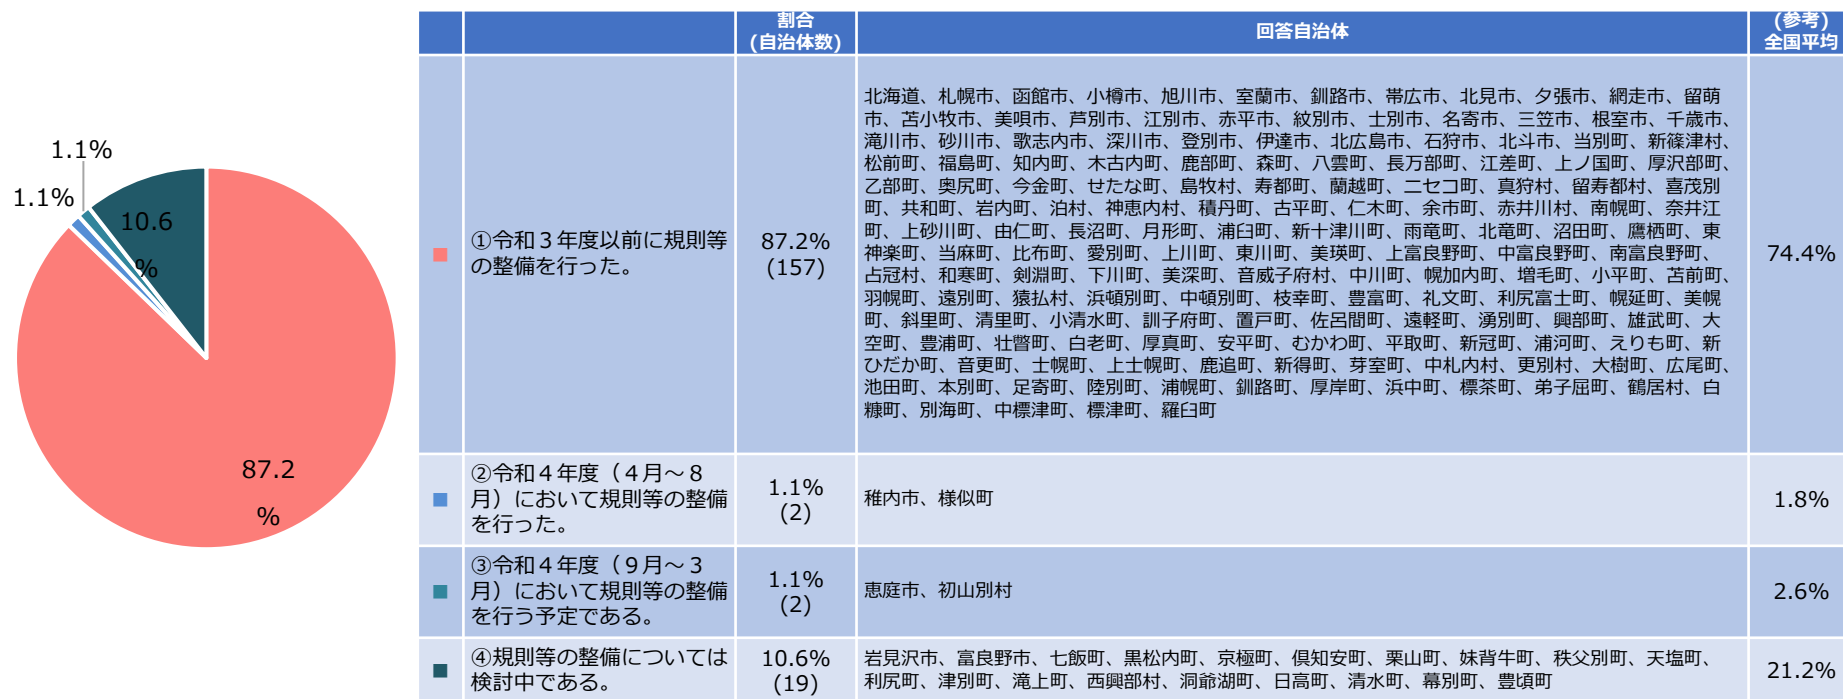 1.1%
1.1%
10.6
%
87.2
%
割合
(自治体数)
回答自治体
(参考)
全国平均
①令和３年度以前に規則等
の整備を行った。
87.2%
(157)
北海道、札幌市、函館市、小樽市、旭川市、室蘭市、釧路市、帯広市、北見市、夕張市、網走市、留萌
市、苫小牧市、美唄市、芦別市、江別市、赤平市、紋別市、士別市、名寄市、三笠市、根室市、千歳市、
滝川市、砂川市、歌志内市、深川市、登別市、伊達市、北広島市、石狩市、北斗市、当別町、新篠津村、
松前町、福島町、知内町、木古内町、鹿部町、森町、八雲町、長万部町、江差町、上ノ国町、厚沢部町、
乙部町、奥尻町、今金町、せたな町、島牧村、寿都町、蘭越町、ニセコ町、真狩村、留寿都村、喜茂別
町、共和町、岩内町、泊村、神恵内村、積丹町、古平町、仁木町、余市町、赤井川村、南幌町、奈井江
町、上砂川町、由仁町、長沼町、月形町、浦臼町、新十津川町、雨竜町、北竜町、沼田町、鷹栖町、東
神楽町、当麻町、比布町、愛別町、上川町、東川町、美瑛町、上富良野町、中富良野町、南富良野町、
占冠村、和寒町、剣淵町、下川町、美深町、音威子府村、中川町、幌加内町、増毛町、小平町、苫前町、
羽幌町、遠別町、猿払村、浜頓別町、中頓別町、枝幸町、豊富町、礼文町、利尻富士町、幌延町、美幌
町、斜里町、清里町、小清水町、訓子府町、置戸町、佐呂間町、遠軽町、湧別町、興部町、雄武町、大
空町、豊浦町、壮瞥町、白老町、厚真町、安平町、むかわ町、平取町、新冠町、浦河町、えりも町、新
ひだか町、音更町、士幌町、上士幌町、鹿追町、新得町、芽室町、中札内村、更別村、大樹町、広尾町、
池田町、本別町、足寄町、陸別町、浦幌町、釧路町、厚岸町、浜中町、標茶町、弟子屈町、鶴居村、白
糠町、別海町、中標津町、標津町、羅臼町
74.4%
②令和４年度（４月～８
月）において規則等の整備
を行った。
1.1%
(2)
稚内市、様似町
1.8%
③令和４年度（９月～３
月）において規則等の整備
を行う予定である。
1.1%
(2)
恵庭市、初山別村
2.6%
④規則等の整備については
検討中である。
10.6%
(19)
岩見沢市、富良野市、七飯町、黒松内町、京極町、倶知安町、栗山町、妹背牛町、秩父別町、天塩町、
利尻町、津別町、滝上町、西興部村、洞爺湖町、日高町、清水町、幕別町、豊頃町
21.2%